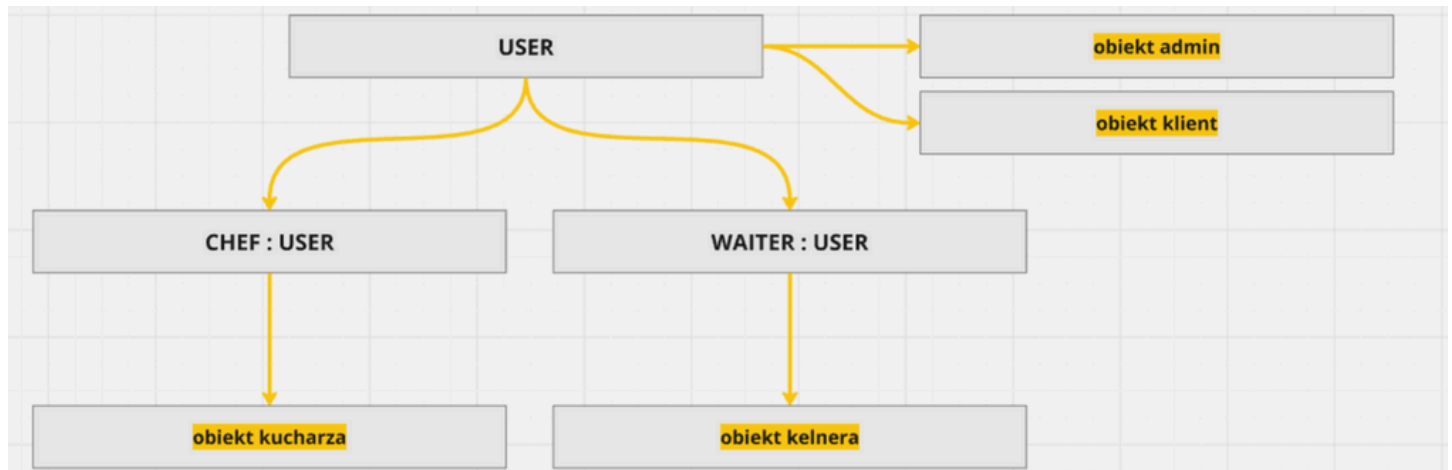 USER
obiekt admin
obiekt klient
CHEF : USER
WAITER : USER
obiekt kucharza
obiekt kelnera